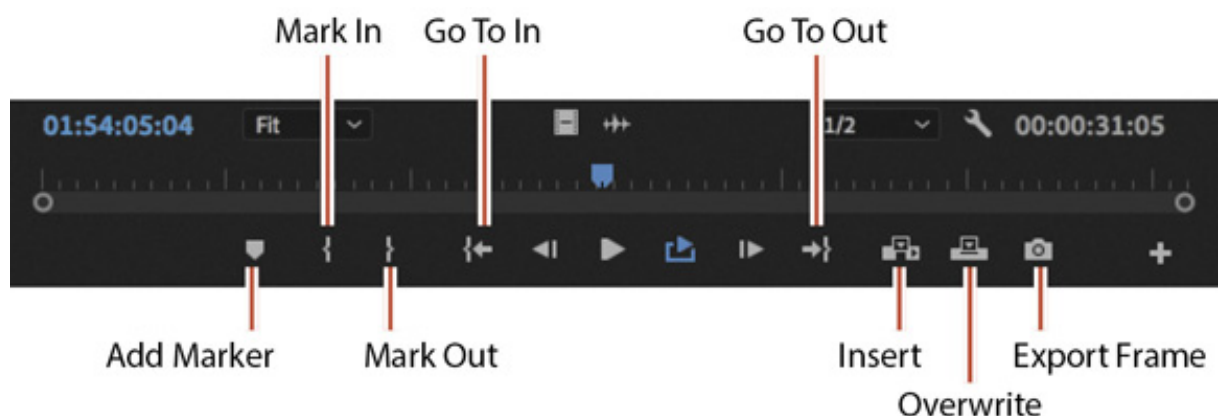 Mark In Go To In Go To Out
01:54:05:04 Fit 1/2 00:00:31:05
Add Marker Mark Out Insert Export Frame
Overwrite